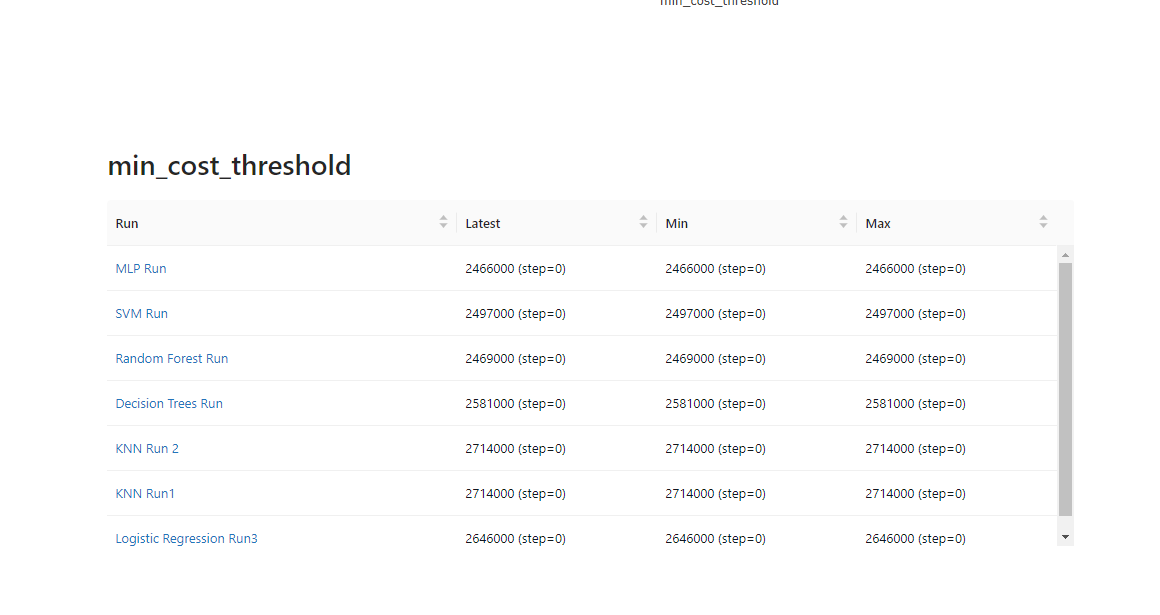 min_cost_threshold
min_cost_threshold
Run Latest Min Max
MLP Run 2466000 (step=0) 2466000 (step=0) 2466000 (step=0)
SVM Run 2497000 (step=0) 2497000 (step=0) 2497000 (step=0)
Random Forest Run 2469000 (step=0) 2469000 (step=0) 2469000 (step=0)
Decision Trees Run 2581000 (step=0) 2581000 (step=0) 2581000 (step=0)
KNN Run 2 2714000 (step=0) 2714000 (step=0) 2714000 (step=0)
KNN Run1 2714000 (step=0) 2714000 (step=0) 2714000 (step=0)
Logistic Regression Run3 2646000 (step=0) 2646000 (step=0) 2646000 (step=0)